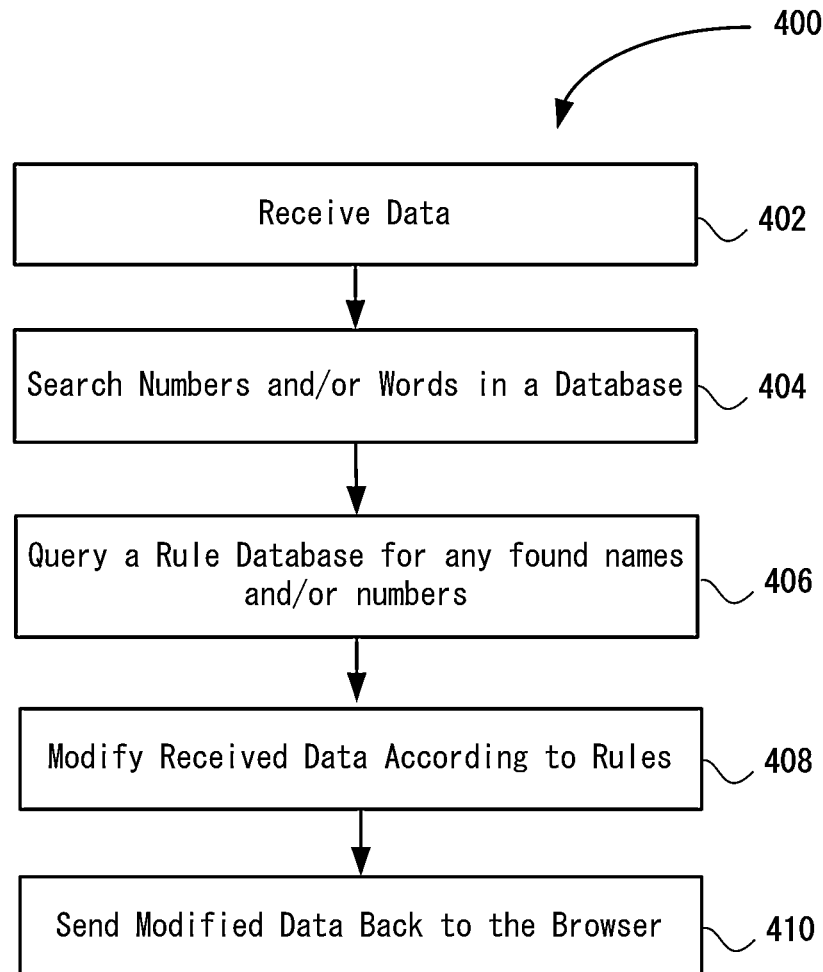 400
Receive Data
402
Search Numbers and/or Words in a Database
404
Query a Rule Database for any found names
and/or numbers
406
Modify Received Data According to Rules
408
Send Modified Data Back to the Browser
410